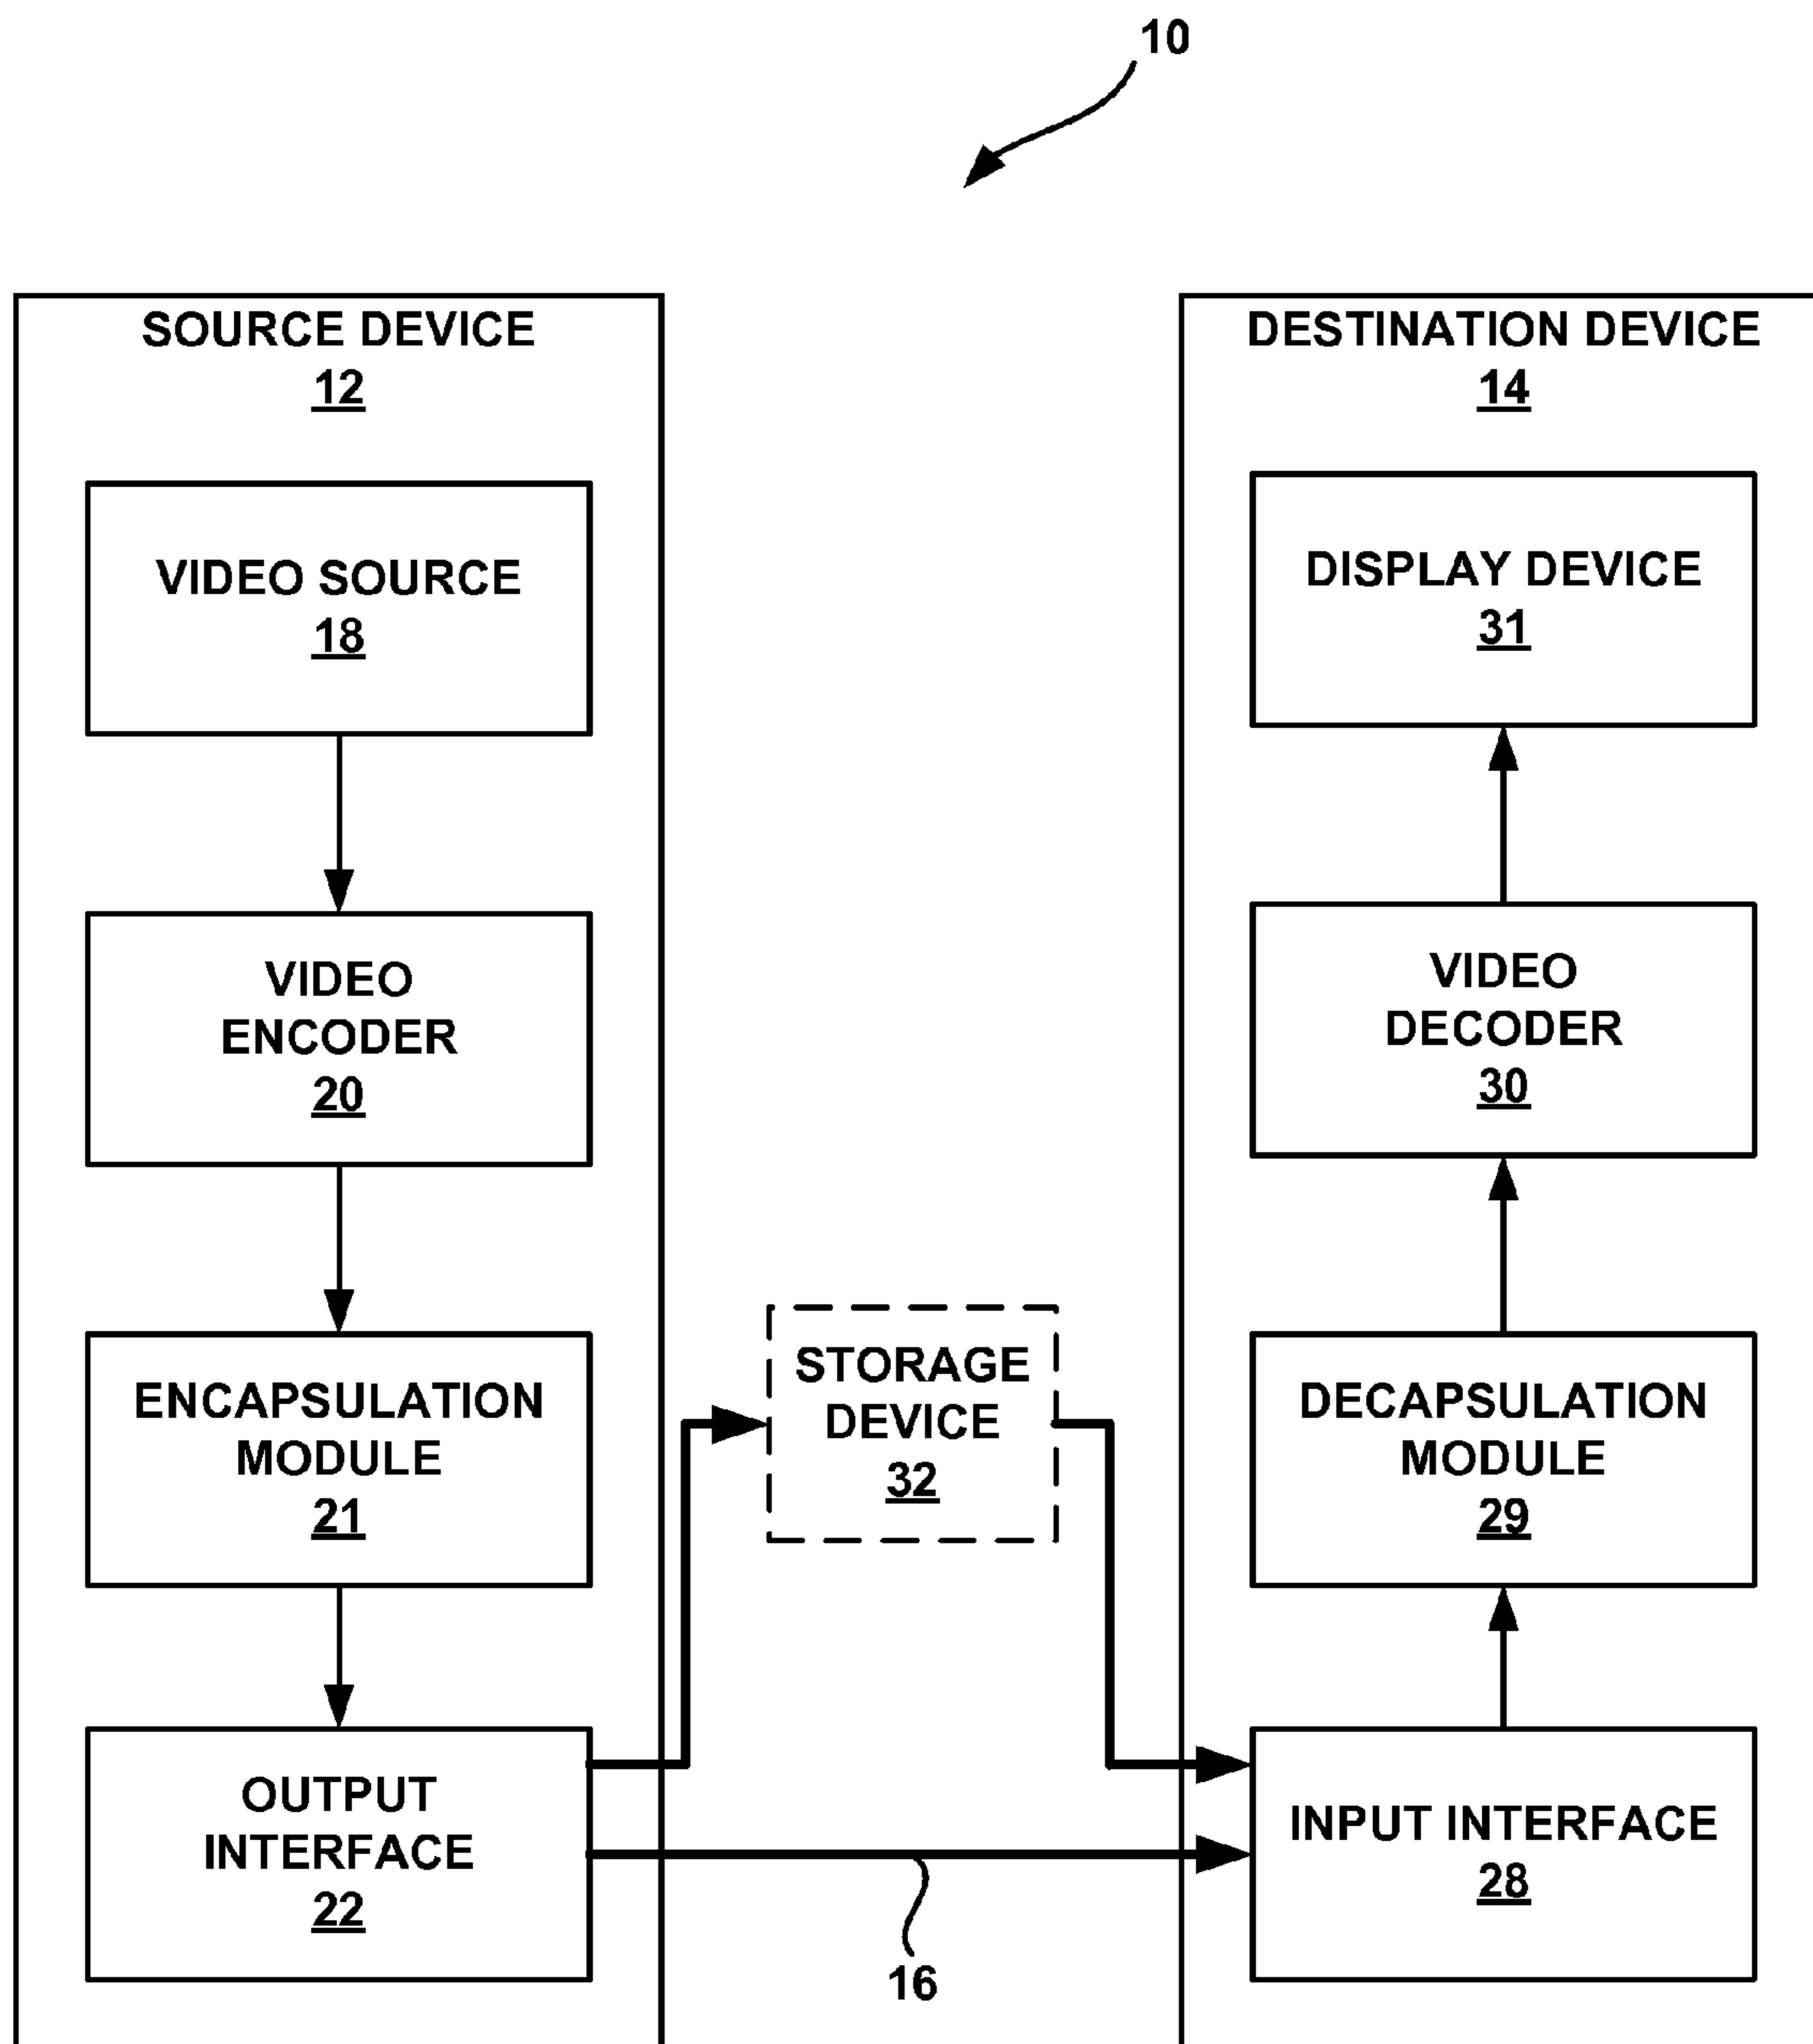 10
SOURCE DEVICE
12
VIDEO SOURCE
18
VIDEO
ENCODER
20
ENCAPSULATION
MODULE
21
OUTPUT
INTERFACE
22
STORAGE
DEVICE
32
16
DESTINATION DEVICE
14
DISPLAY DEVICE
31
VIDEO
DECODER
30
DECAPSULATION
MODULE
29
INPUT INTERFACE
28